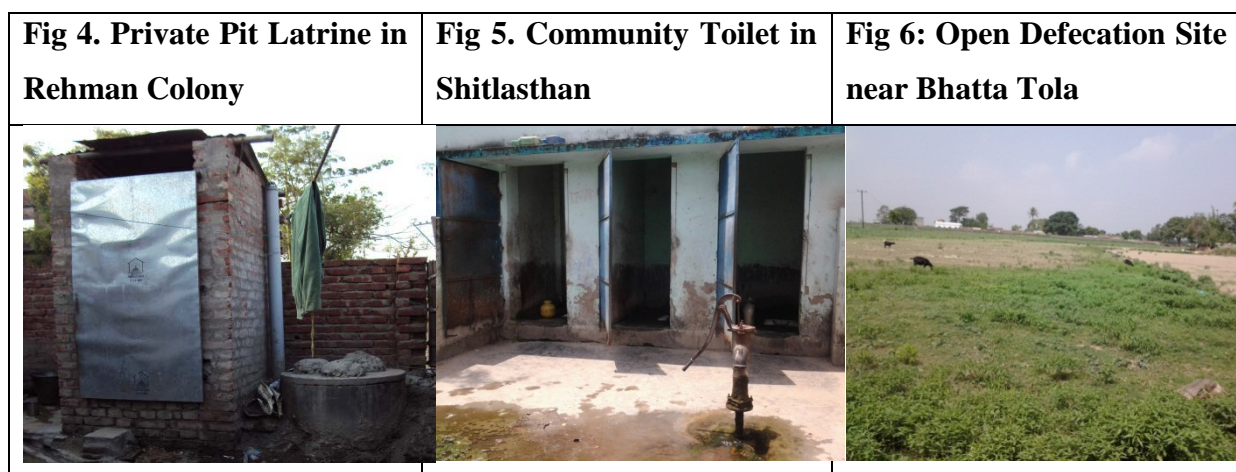 Fig 4. Private Pit Latrine in
Rehman Colony
Fig 5. Community Toilet in
Shitlasthan
Fig 6: Open Defecation Site
near Bhatta Tola